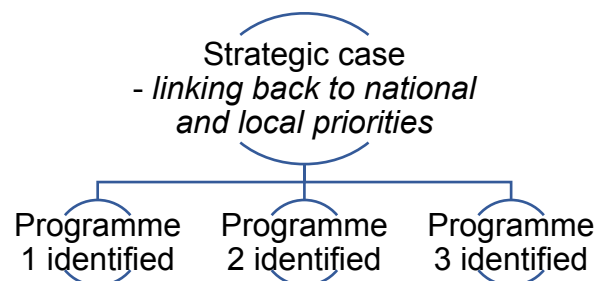 Strategic case
- linking back to national
and local priorities
Programme
1 identified
Programme
2 identified
Programme
3 identified